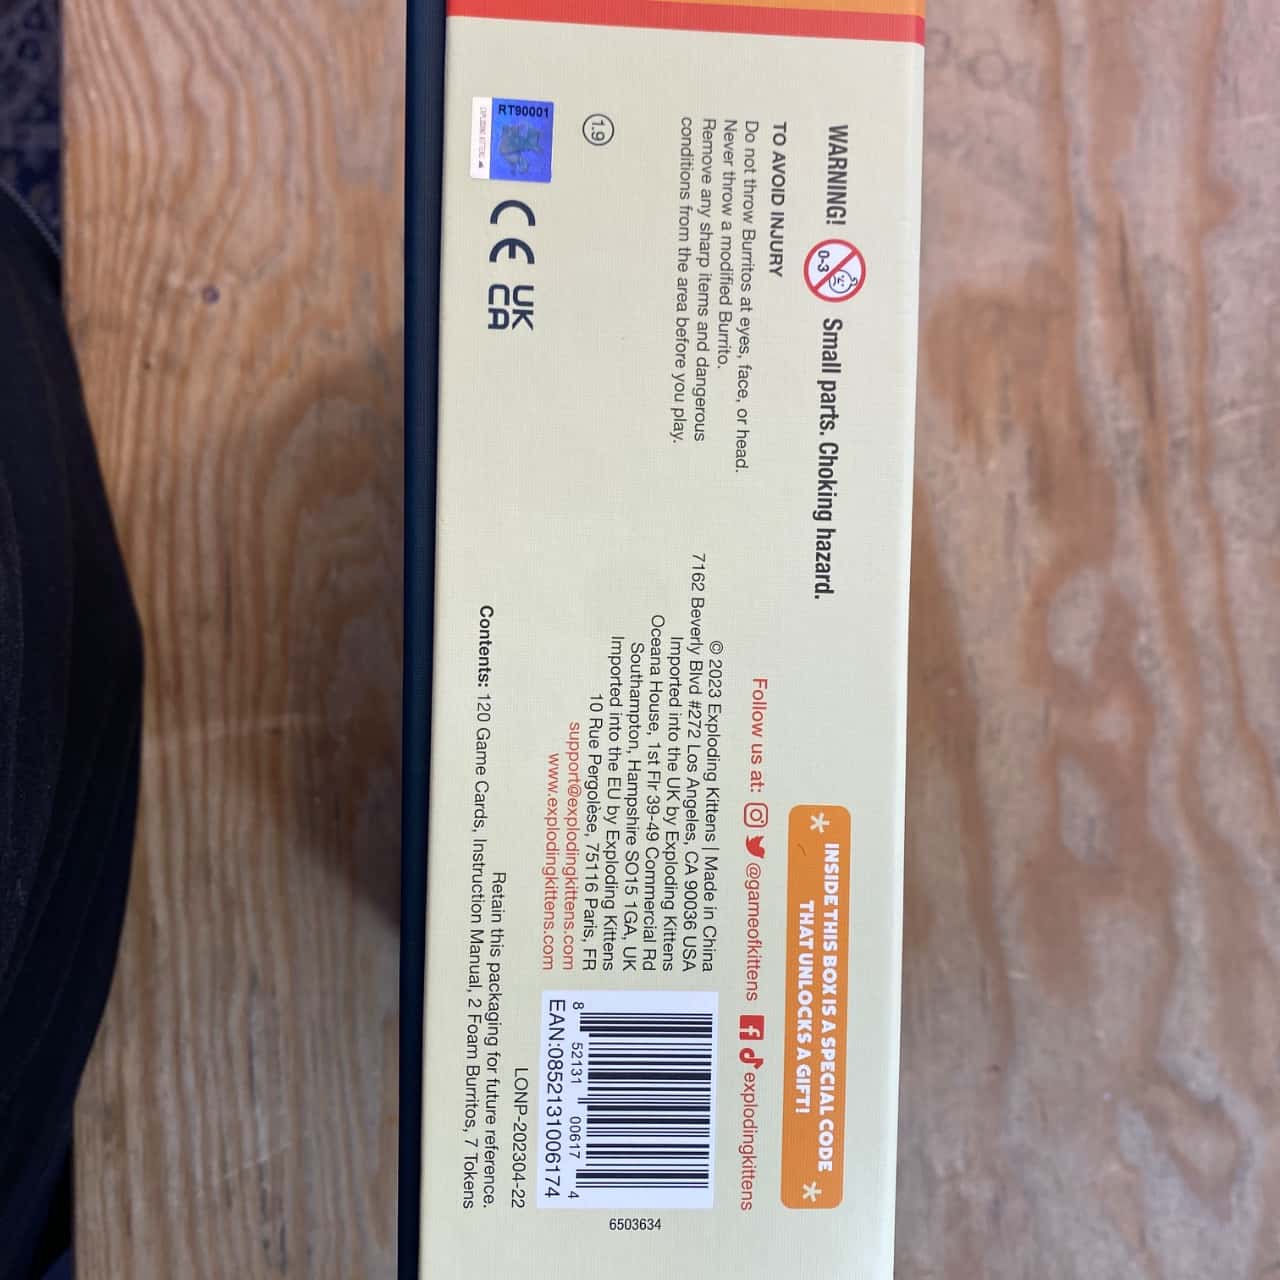 WARNING!
0-3
Small parts. Choking hazard.
TO AVOID INJURY
Do not throw Burritos at eyes, face, or head.
Never throw a modified Burrito.
Remove any sharp items and dangerous
conditions from the area before you play.
1.9
RT90001
EXPLODING KITTENS
CE
UK
CA
* INSIDE THIS BOX IS A SPECIAL CODE
THAT UNLOCKS A GIFT! *
Follow us at: @gameofkittens explodingkittens
© 2023 Exploding Kittens | Made in China
7162 Beverly Blvd #272 Los Angeles, CA 90036 USA
Imported into the UK by Exploding Kittens
Oceana House, 1st Flr 39-49 Commercial Rd
Southampton, Hampshire SO15 1GA, UK
Imported into the EU by Exploding Kittens
10 Rue Pergolèse, 75116 Paris, FR
support@explodingkittens.com
www.explodingkittens.com
8 52131 00617 4
EAN:0852131006174
6503634
LONP-202304-22
Retain this packaging for future reference.
Contents: 120 Game Cards, Instruction Manual, 2 Foam Burritos, 7 Tokens